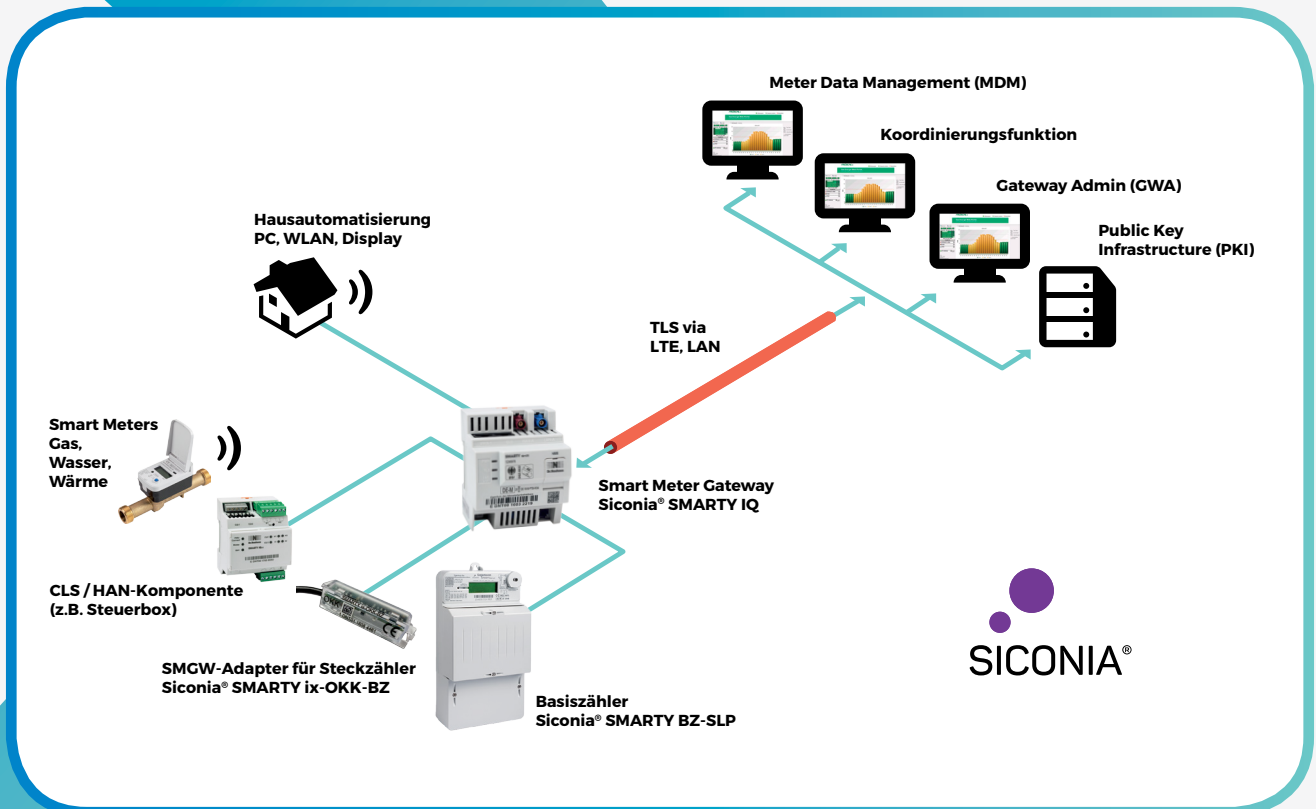 Meter Data Management (MDM)
Koordinierungsfunktion
Gateway Admin (GWA)
Public Key
Infrastructure (PKI)
Hausautomatisierung
PC, WLAN, Display
TLS via
LTE, LAN
Smart Meters
Gas,
Wasser,
Wärme
Smart Meter Gateway
Siconia® SMARTY IQ
CLS / HAN-Komponente
(z.B. Steuerbox)
SMGW-Adapter für Steckzähler
Siconia® SMARTY ix-OKK-BZ
Basiszähler
Siconia® SMARTY BZ-SLP
SICONIA®